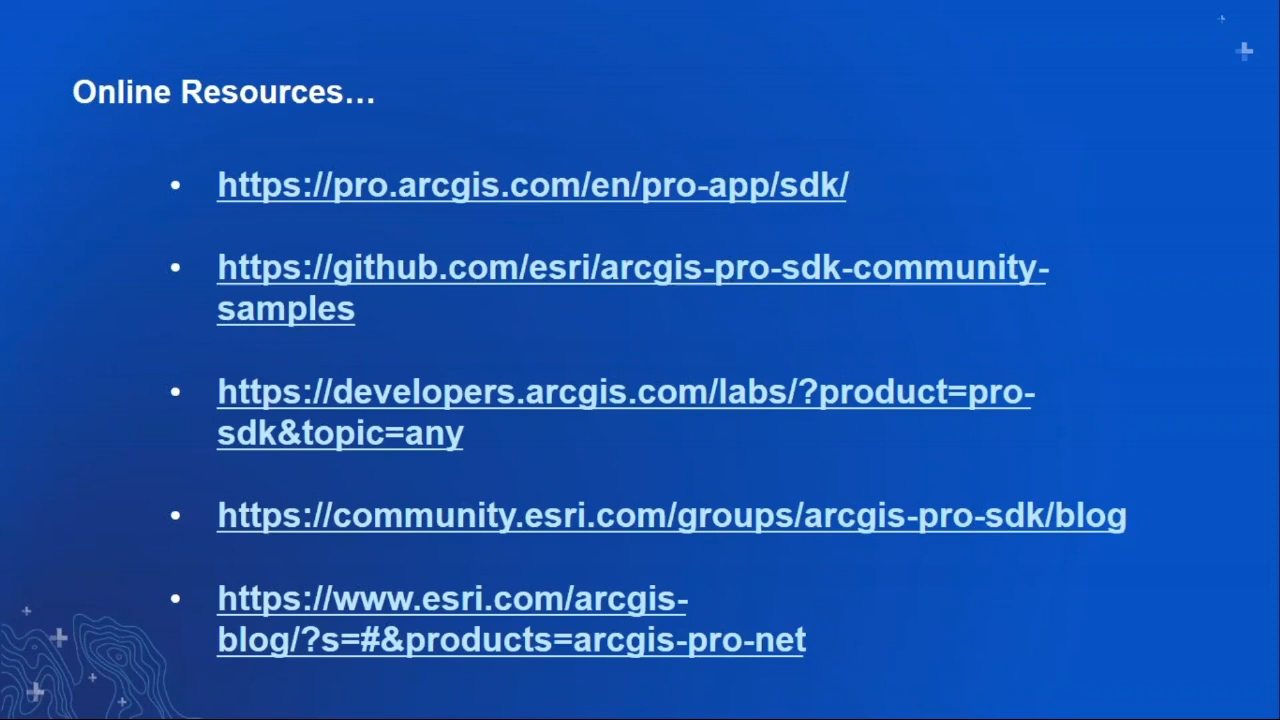 Online Resources…
• https://pro.arcgis.com/en/pro-app/sdk/
• https://github.com/esri/arcgis-pro-sdk-community-
samples
• https://developers.arcgis.com/labs/?product=pro-
sdk&topic=any
• https://community.esri.com/groups/arcgis-pro-sdk/blog
• https://www.esri.com/arcgis-
blog/?s=#&products=arcgis-pro-net